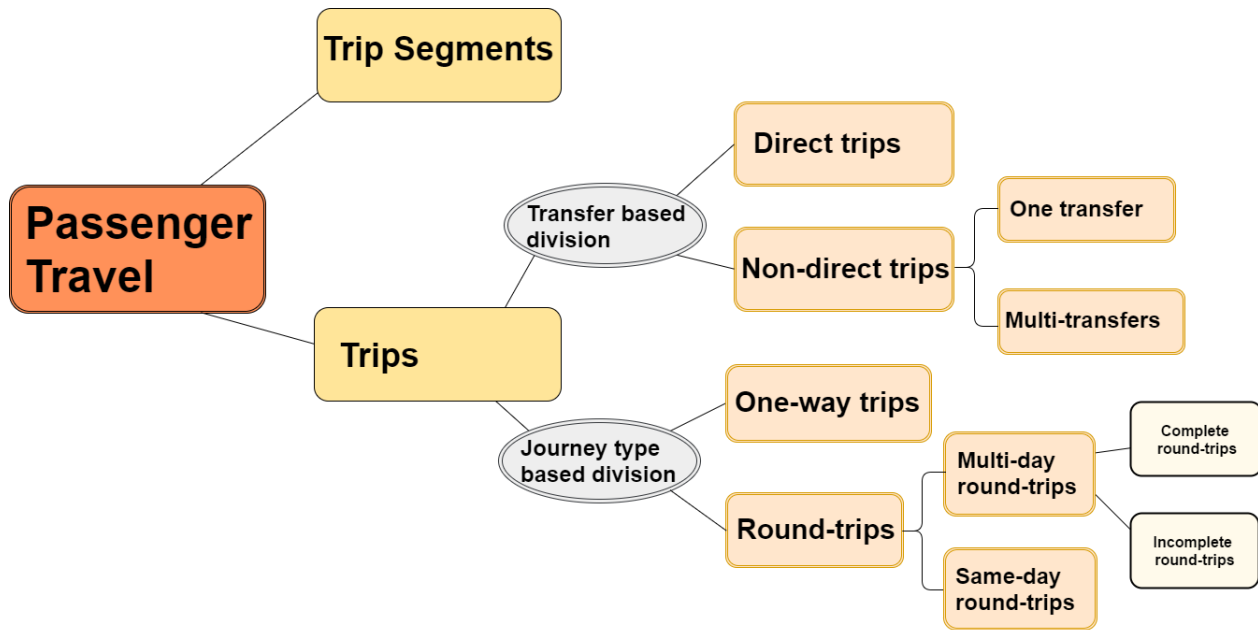 Trip Segments
Passenger
Travel
Trips
Transfer based
division
Direct trips
Non-direct trips
One transfer
Multi-transfers
Journey type
based division
One-way trips
Round-trips
Multi-day
round-trips
Complete
round-trips
Incomplete
round-trips
Same-day
round-trips